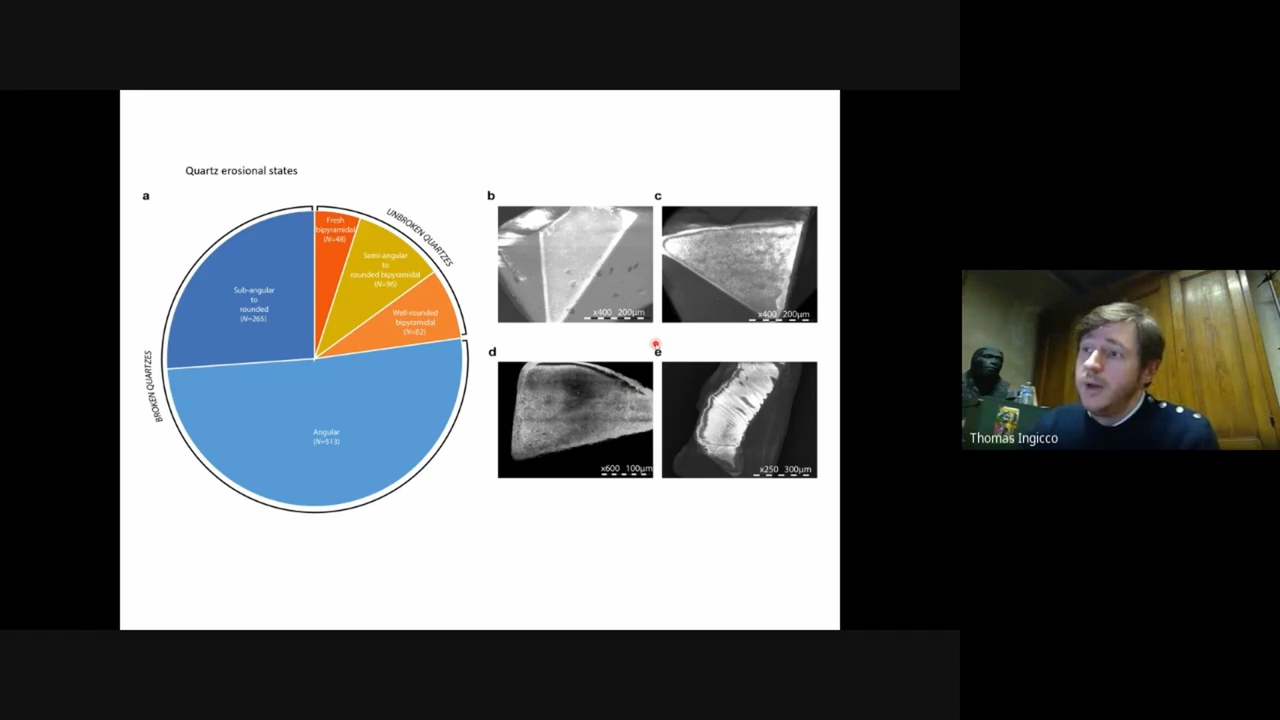 Quartz erosional states
a
Fresh
bipyramidal
(N=48)
UNBROKEN QUARTZES
Semi-angular
to
rounded bipyramidal
(N=96)
Well-rounded
bipyramidal
(N=82)
Sub-angular
to
rounded
(N=265)
BROKEN QUARTZES
Angular
(N=513)
b
x400 200µm
c
x400 200µm
d
x600 100µm
e
x250 300µm
Thomas Ingicco